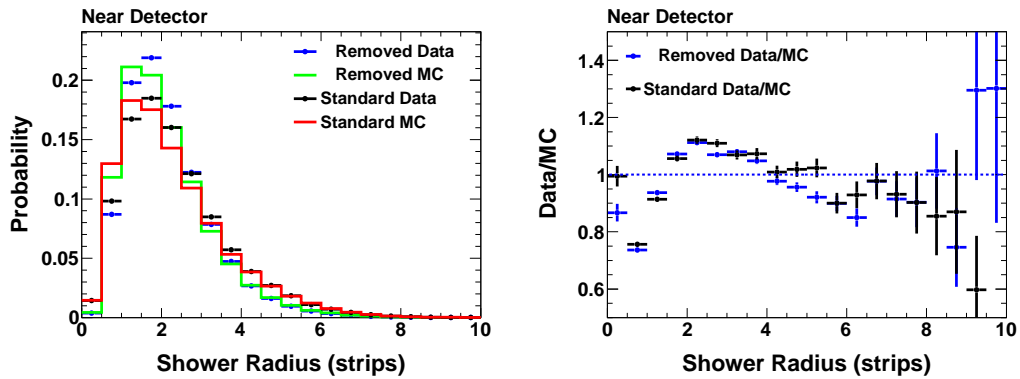 Near Detector
Probability
0.2
0.15
0.1
0.05
0
Removed Data
Removed MC
Standard Data
Standard MC
0 2 4 6 8 10
Shower Radius (strips)
Near Detector
Data/MC
1.4
1.2
1
0.8
0.6
Removed Data/MC
Standard Data/MC
0 2 4 6 8 10
Shower Radius (strips)